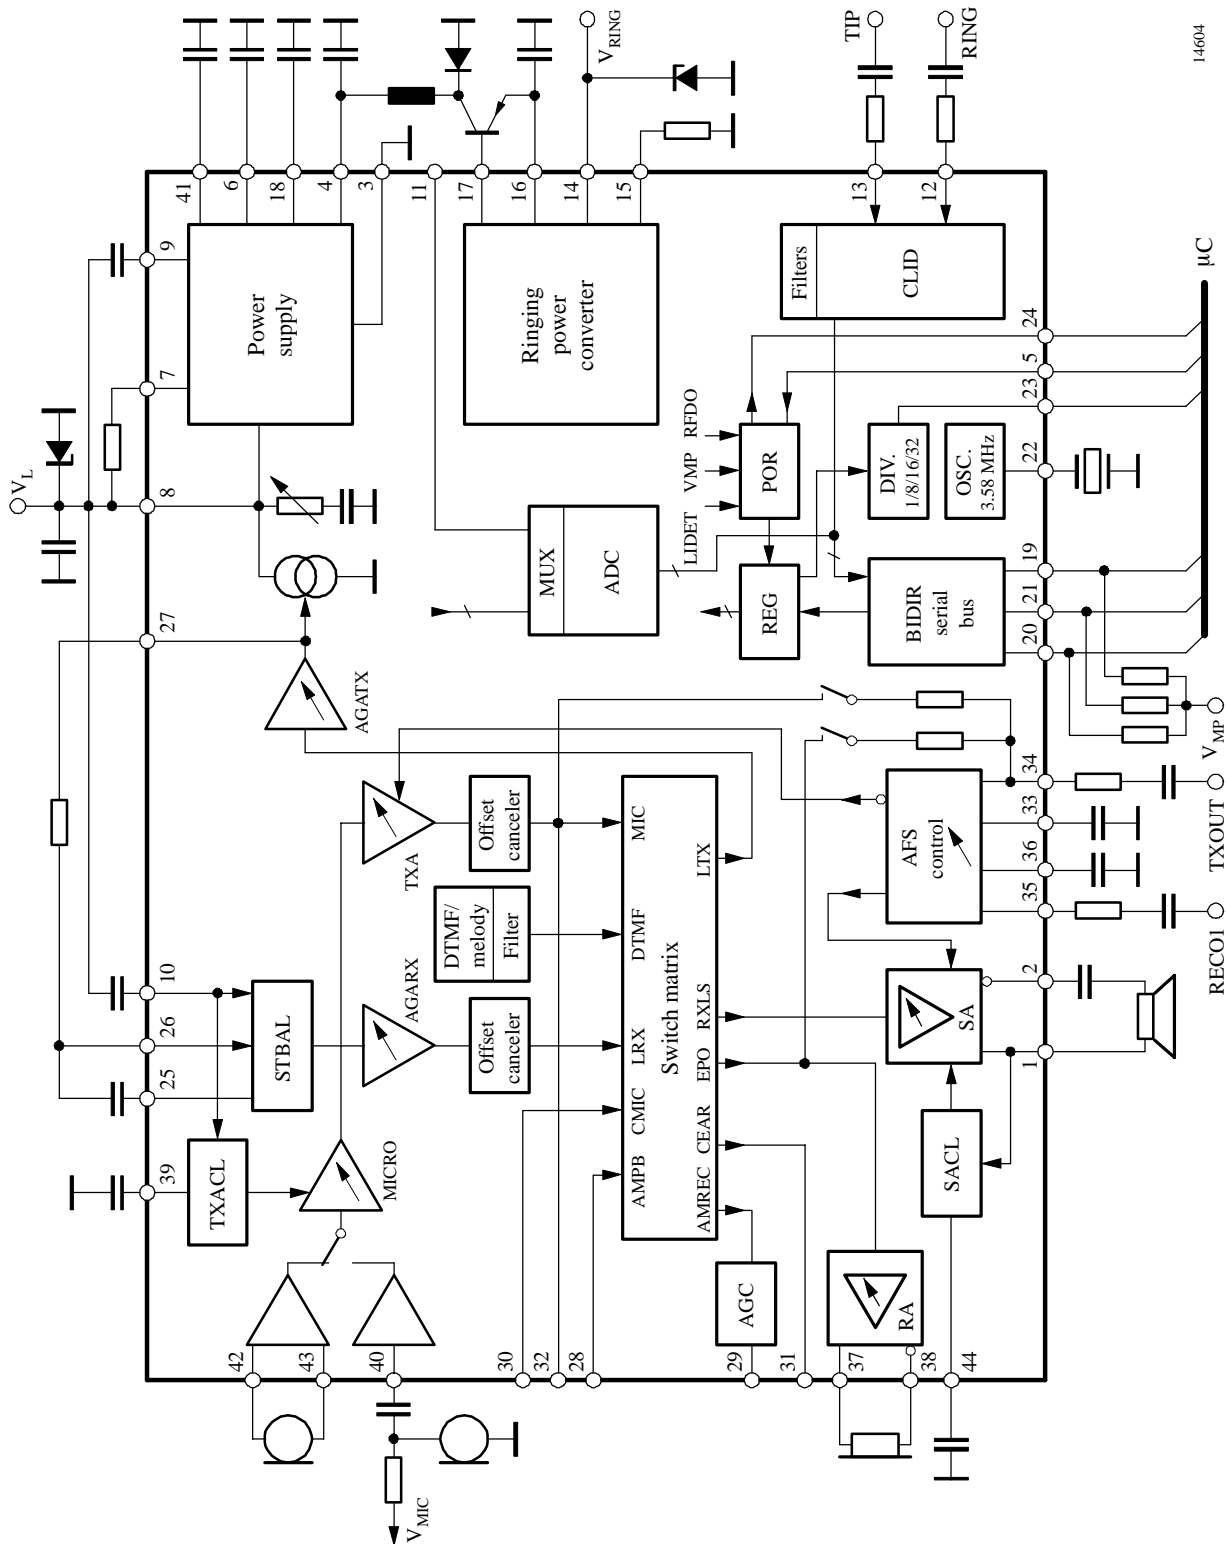 V_L
V_RING
TIP
RING
14604
41
6
18
4
3
11
17
16
14
15
13
12
9
7
8
27
10
26
25
39
Power
supply
Ringing
power
converter
Filters
CLID
24
5
23
22
19
21
20
µC
LIDET
VMP
RFDO
POR
DIV.
1/8/16/32
OSC.
3.58 MHz
MUX
ADC
REG
BIDIR
serial
bus
AGATX
V_MP
TXA
Offset
canceler
DTMF/
melody
Filter
AGARX
Offset
canceler
STBAL
TXACL
MICRO
AMPB
CMIC
LRX
DTMF
MIC
Switch matrix
AMREC
CEAR
EPO
RXLS
LTX
AFS
control
34
33
36
35
TXOUT
RECO1
SA
2
1
SACL
AGC
RA
42
43
40
30
32
28
29
31
37
38
44
V_MIC